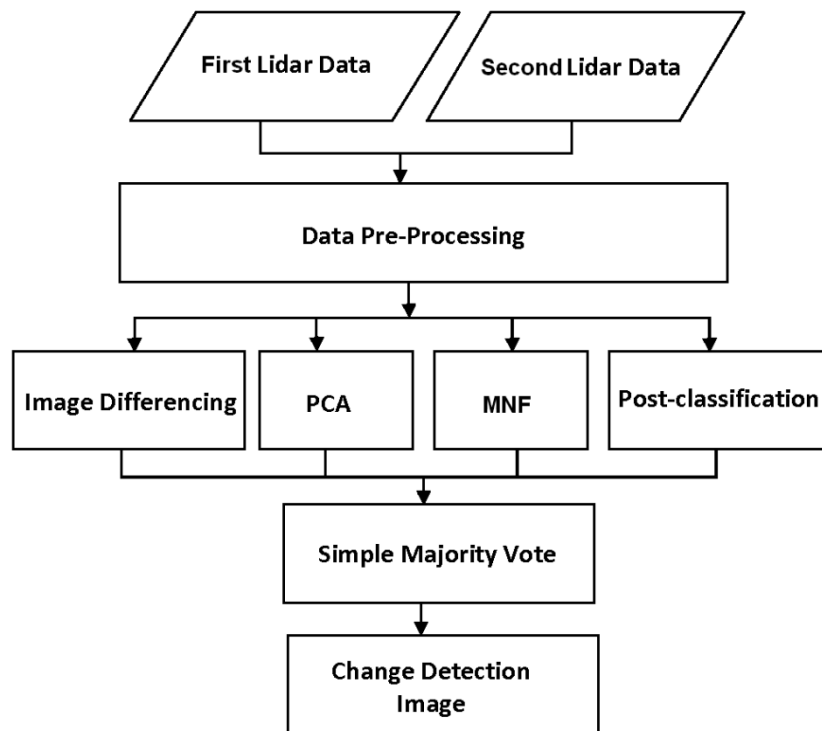 First Lidar Data
Second Lidar Data
Data Pre-Processing
Image Differencing
PCA
MNF
Post-classification
Simple Majority Vote
Change Detection
Image